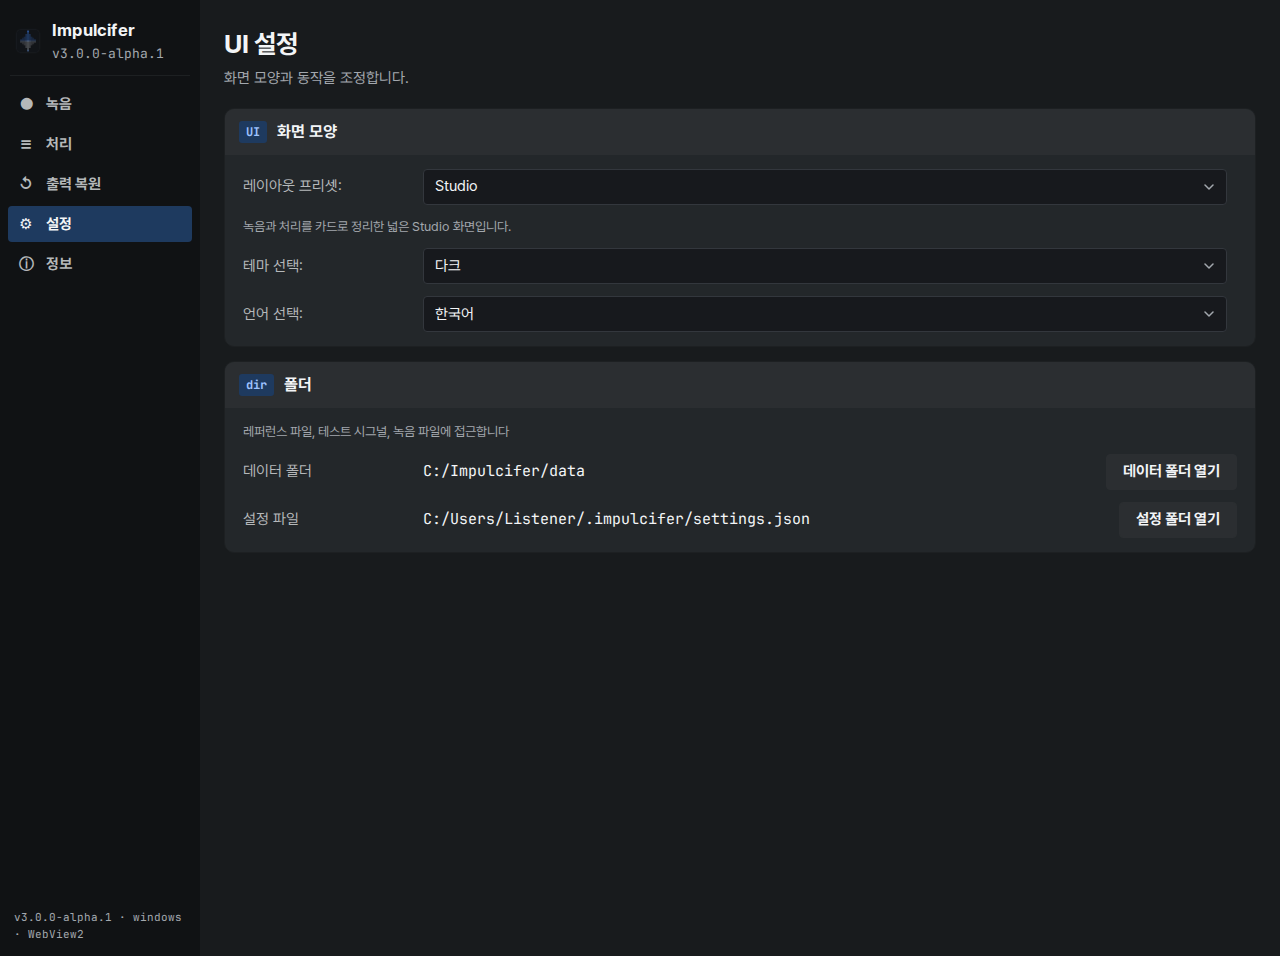 Impulcifer
v3.0.0-alpha.1
녹음
처리
출력 복원
설정
정보
v3.0.0-alpha.1 · windows
· WebView2
UI 설정
화면 모양과 동작을 조정합니다.
UI 화면 모양
레이아웃 프리셋: Studio
녹음과 처리를 카드로 정리한 넓은 Studio 화면입니다.
테마 선택: 다크
언어 선택: 한국어
dir 폴더
레퍼런스 파일, 테스트 시그널, 녹음 파일에 접근합니다
데이터 폴더 C:/Impulcifer/data 데이터 폴더 열기
설정 파일 C:/Users/Listener/.impulcifer/settings.json 설정 폴더 열기